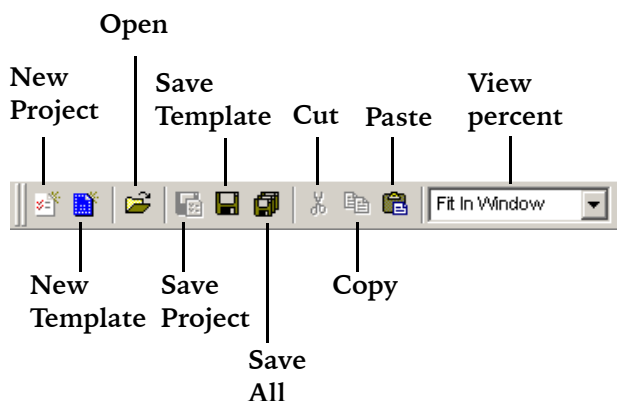 Open
New
Project
Save
Template
Cut
Paste
View
percent
Fit In Window
New
Template
Save
Project
Copy
Save
All